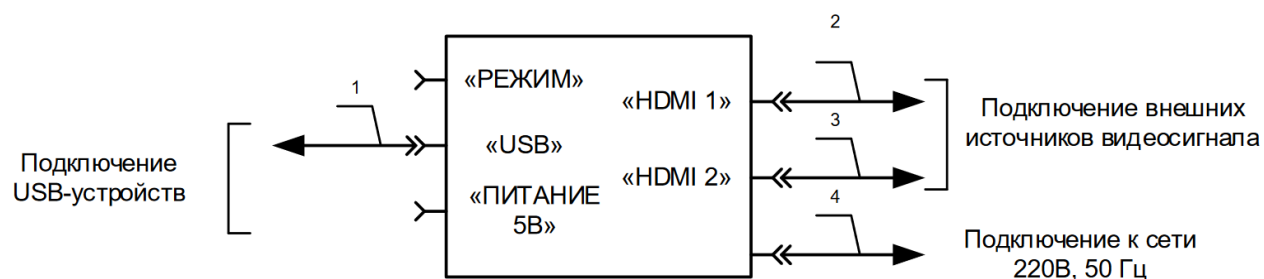 2
«РЕЖИМ»
1
«HDMI 1»
Подключение внешних
источников видеосигнала
3
«USB»
Подключение
USB-устройств
«HDMI 2»
«ПИТАНИЕ
5В»
4
Подключение к сети
220В, 50 Гц